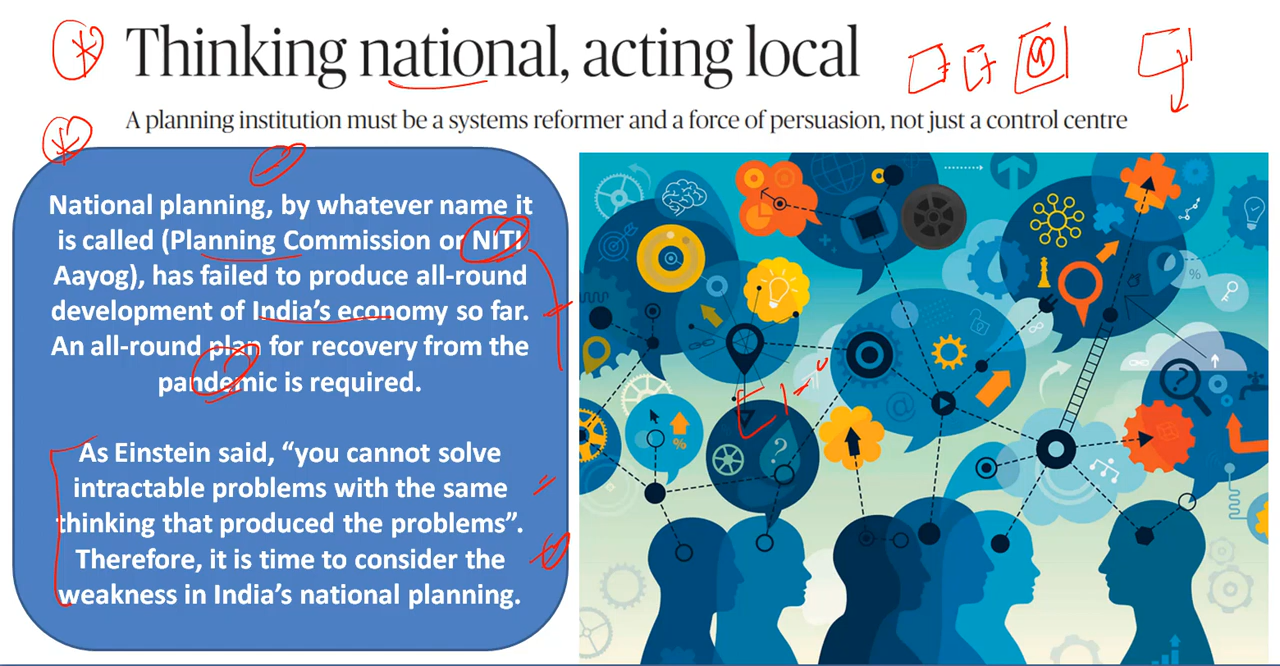 Thinking national, acting local
A planning institution must be a systems reformer and a force of persuasion, not just a control centre
National planning, by whatever name it
is called (Planning Commission or NITI
Aayog), has failed to produce all-round
development of India's economy so far.
An all-round plan for recovery from the
pandemic is required.
As Einstein said, “you cannot solve
intractable problems with the same
thinking that produced the problems”.
Therefore, it is time to consider the
weakness in India's national planning.